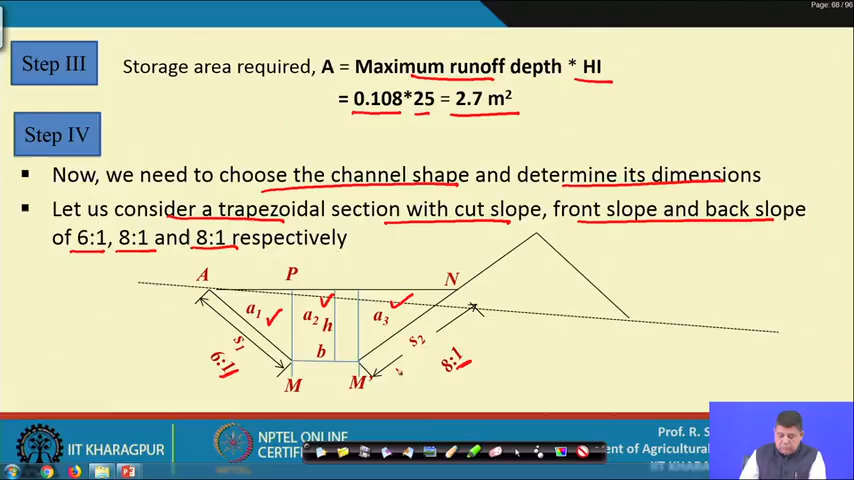 Page: 68 / 96
Step III
Storage area required, A = Maximum runoff depth * HI
= 0.108*25 = 2.7 m²
Step IV
▪ Now, we need to choose the channel shape and determine its dimensions
▪ Let us consider a trapezoidal section with cut slope, front slope and back slope
of 6:1, 8:1 and 8:1 respectively
A P N
a₁ a₂ h a₃
s₁ b s₂
6:1 8:1
M M'
IIT KHARAGPUR
NPTEL ONLINE
CERTIFIC
Prof. R. S
ent of Agricultural
IIT KHARAGPUR